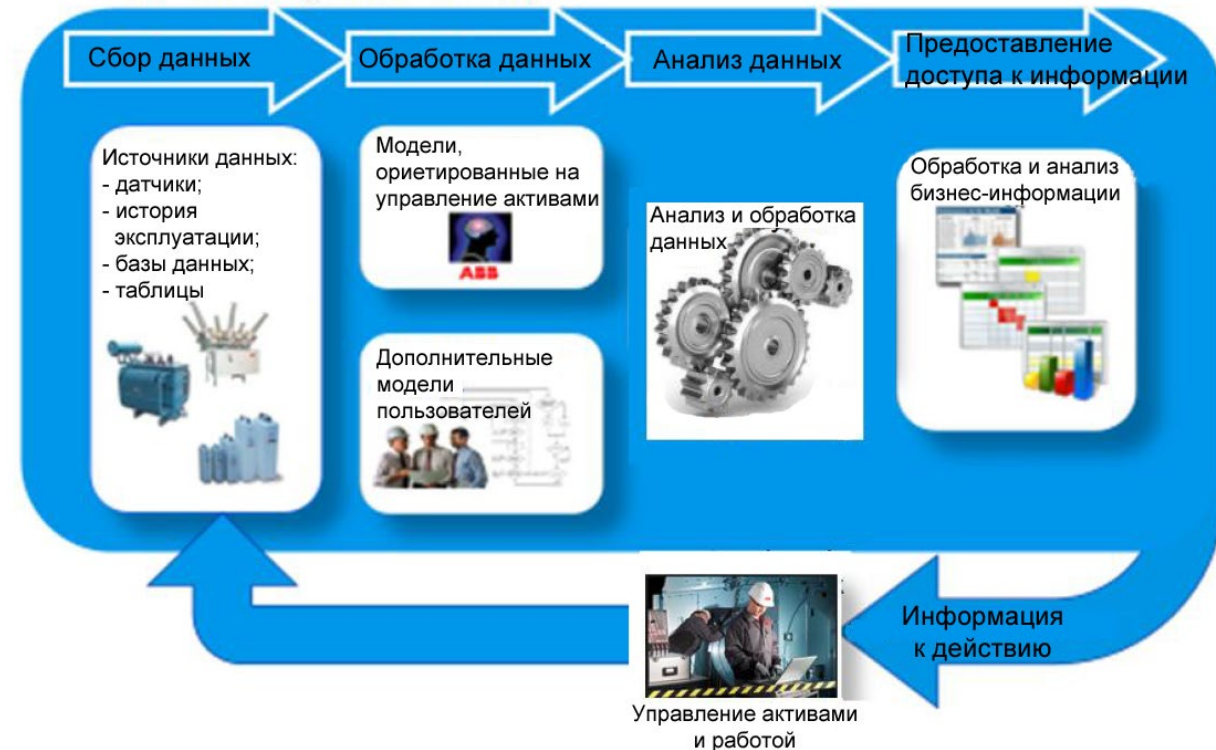 Сбор данных
Обработка данных
Анализ данных
Предоставление
доступа к информации
Источники данных:
- датчики;
- история
эксплуатации;
- базы данных;
- таблицы
Модели,
ориетированные на
управление активами
ABB
Дополнительные
модели
пользователей
Анализ и обработка
данных
Обработка и анализ
бизнес-информации
Информация
к действию
Управление активами
и работой